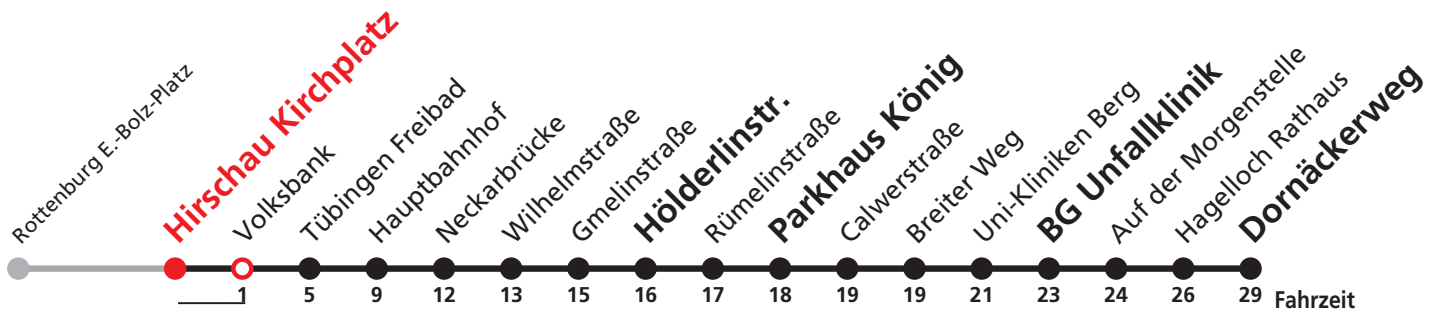 Rottenburg E.-Bolz-Platz
Hirschau Kirchplatz
Volksbank
Tübingen Freibad
Hauptbahnhof
Neckarbrücke
Wilhelmstraße
Gmelinstraße
Hölderlinstr.
Rümelinstraße
Parkhaus König
Calwerstraße
Breiter Weg
Uni-Kliniken Berg
BG Unfallklinik
Auf der Morgenstelle
Hagelloch Rathaus
Dornäckerweg
1 5 9 12 13 15 16 17 18 19 19 21 23 24 26 29 Fahrzeit